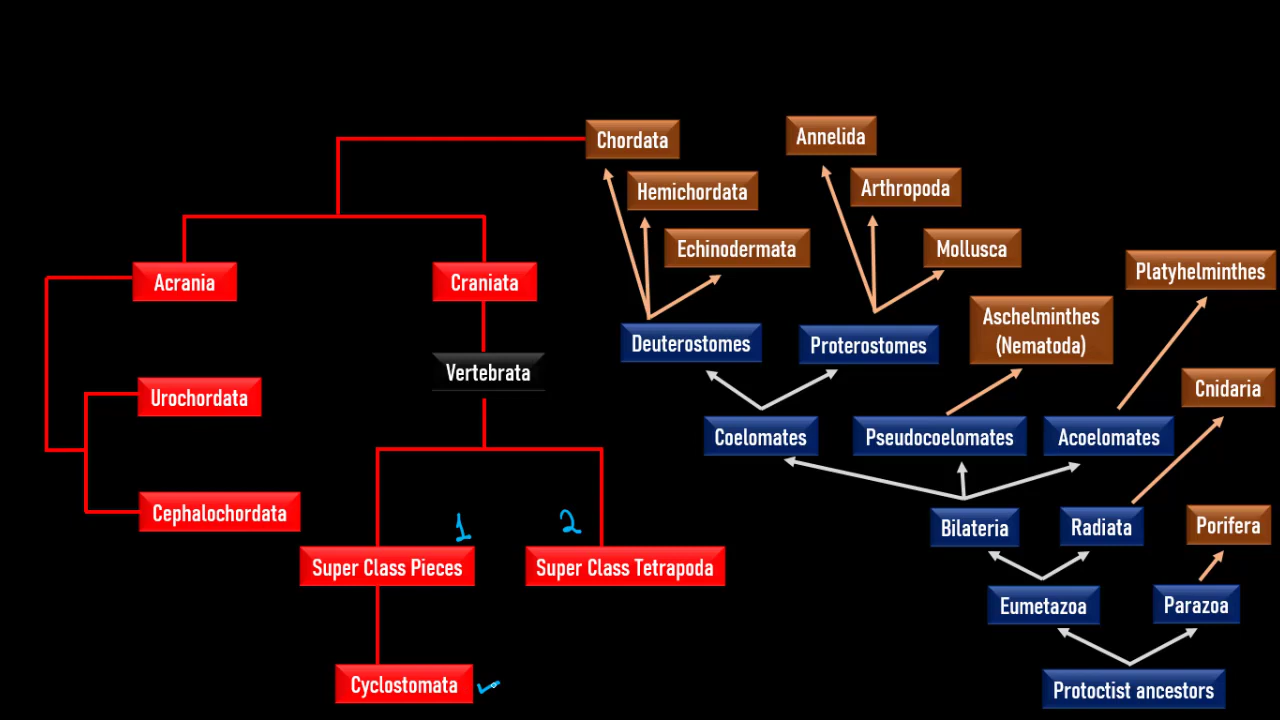 Chordata
Annelida
Hemichordata
Arthropoda
Echinodermata
Mollusca
Platyhelminthes
Acrania
Craniata
Aschelminthes
(Nematoda)
Deuterostomes
Proterostomes
Vertebrata
Cnidaria
Urochordata
Coelomates
Pseudocoelomates
Acoelomates
Cephalochordata
1
2
Bilateria
Radiata
Porifera
Super Class Pieces
Super Class Tetrapoda
Eumetazoa
Parazoa
Cyclostomata
Protoctist ancestors